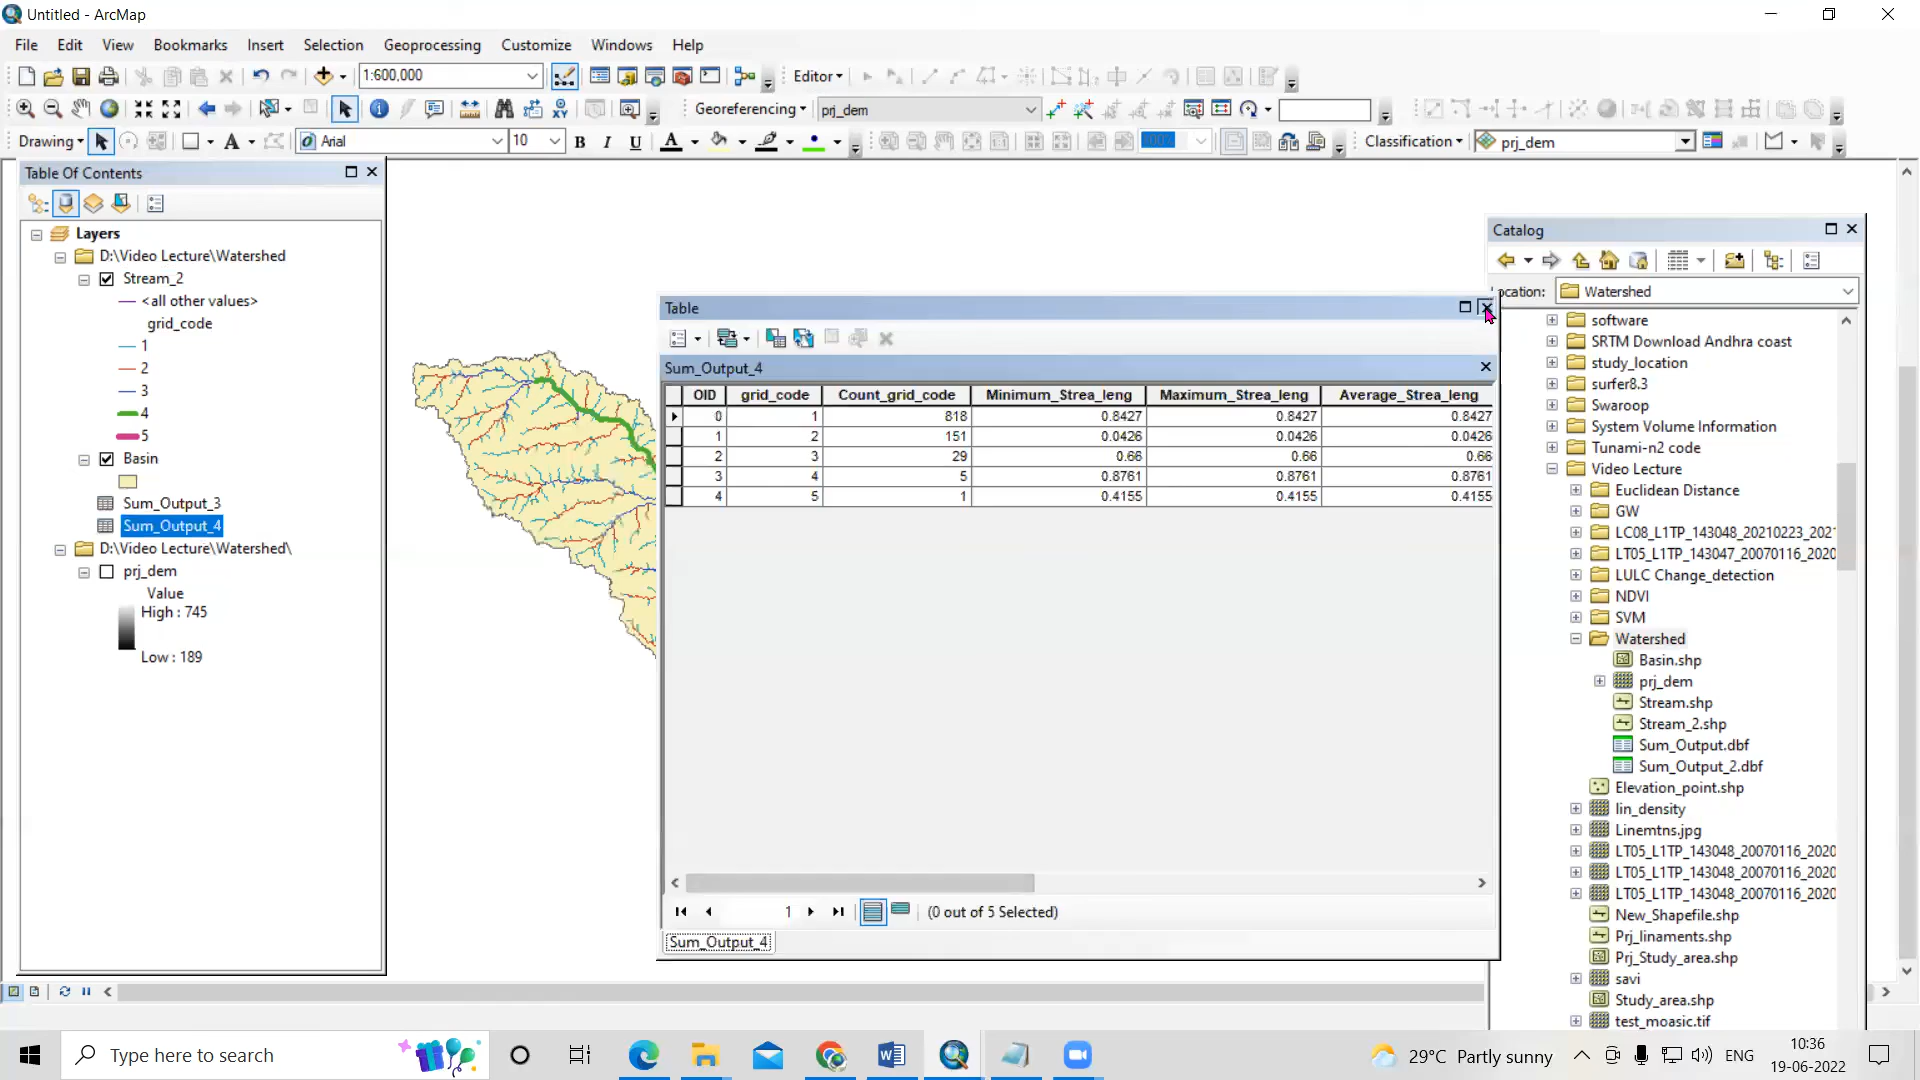 Untitled - ArcMap
File Edit View Bookmarks Insert Selection Geoprocessing Customize Windows Help
1:600,000 Editor
Georeferencing prj_dem
Drawing A Arial 10 B I U A Classification prj_dem
Table Of Contents
Layers
D:\Video Lecture\Watershed
Stream_2
<all other values>
grid_code
1
2
3
4
5
Basin
Sum_Output_3
Sum_Output_4
D:\Video Lecture\Watershed\
prj_dem
Value
High : 745
Low : 189
Table
Sum_Output_4
OID grid_code Count_grid_code Minimum_Strea_leng Maximum_Strea_leng Average_Strea_leng
0 1 818 0.8427 0.8427 0.8427
1 2 151 0.0426 0.0426 0.0426
2 3 29 0.66 0.66 0.66
3 4 5 0.8761 0.8761 0.8761
4 5 1 0.4155 0.4155 0.4155
1 (0 out of 5 Selected)
Sum_Output_4
Catalog
ocation: Watershed
software
SRTM Download Andhra coast
study_location
surfer8.3
Swaroop
System Volume Information
Tunami-n2 code
Video Lecture
Euclidean Distance
GW
LC08_L1TP_143048_20210223_202
LT05_L1TP_143047_20070116_2020
LULC Change_detection
NDVI
SVM
Watershed
Basin.shp
prj_dem
Stream.shp
Stream_2.shp
Sum_Output.dbf
Sum_Output_2.dbf
Elevation_point.shp
lin_density
Linemtns.jpg
LT05_L1TP_143048_20070116_2020
LT05_L1TP_143048_20070116_2020
LT05_L1TP_143048_20070116_2020
New_Shapefile.shp
Prj_linaments.shp
Prj_Study_area.shp
savi
Study_area.shp
test_moasic.tif
Type here to search
29°C Partly sunny ENG
10:36
19-06-2022